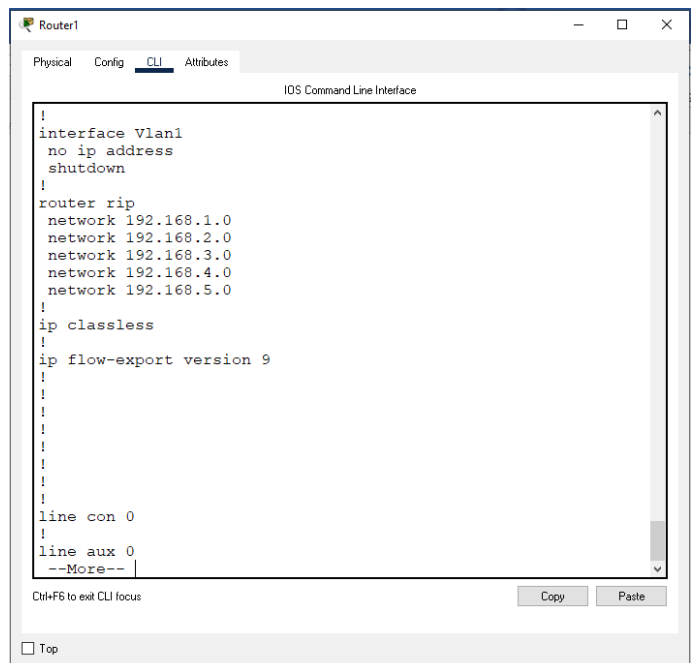 Router1
Physical Config CLI Attributes
IOS Command Line Interface
!
interface Vlan1
 no ip address
 shutdown
!
router rip
 network 192.168.1.0
 network 192.168.2.0
 network 192.168.3.0
 network 192.168.4.0
 network 192.168.5.0
!
ip classless
!
ip flow-export version 9
!
!
!
!
!
!
!
!
line con 0
!
line aux 0
 --More--
Ctrl+F6 to exit CLI focus
Copy Paste
Top